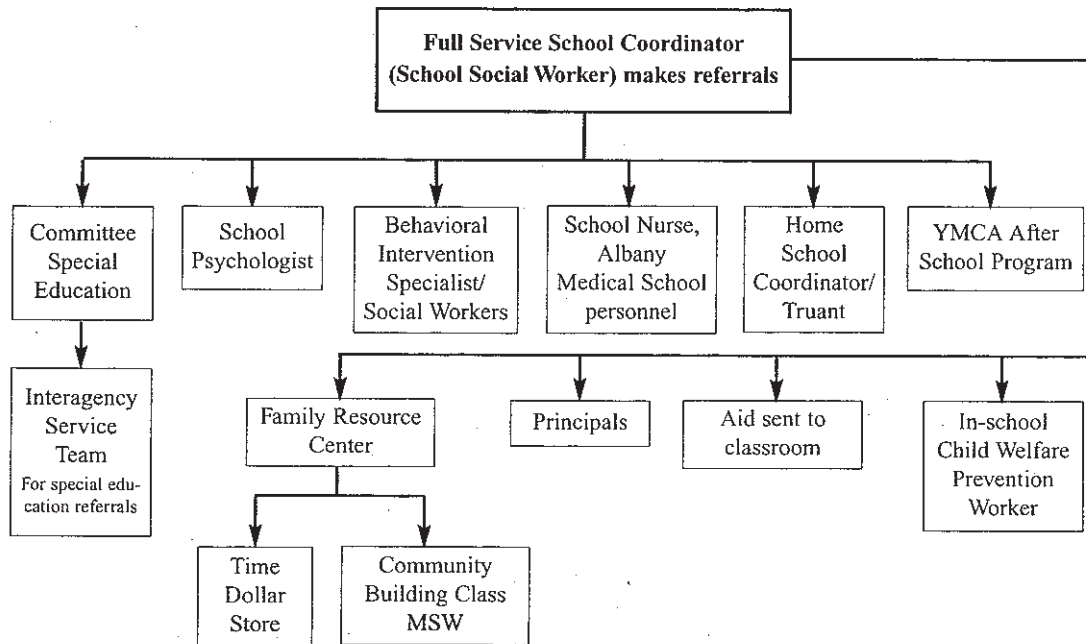 Full Service School Coordinator
(School Social Worker) makes referrals
Committee
Special
Education
School
Psychologist
Behavioral
Intervention
Specialist/
Social Workers
School Nurse,
Albany
Medical School
personnel
Home
School
Coordinator/
Truant
YMCA After
School Program
Interagency
Service
Team
For special edu-
cation referrals
Family Resource
Center
Principals
Aid sent to
classroom
In-school
Child Welfare
Prevention
Worker
Time
Dollar
Store
Community
Building Class
MSW